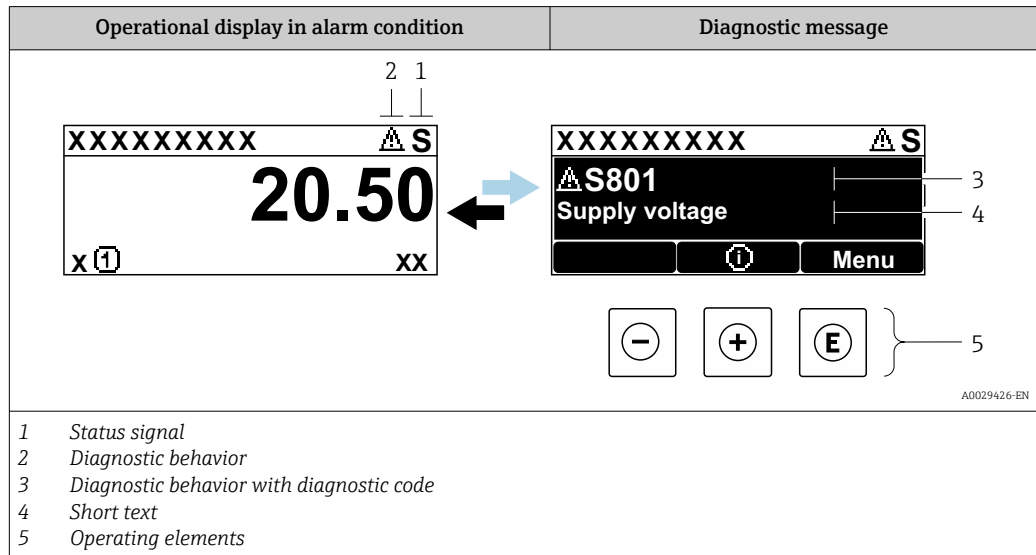 Operational display in alarm condition
Diagnostic message
2 1
XXXXXXXXX ⚠ S
20.50
x ① xx
XXXXXXXXX ⚠ S
⚠S801
Supply voltage
ⓘ Menu
3
4
− + E
5
A0029426-EN
1 Status signal
2 Diagnostic behavior
3 Diagnostic behavior with diagnostic code
4 Short text
5 Operating elements